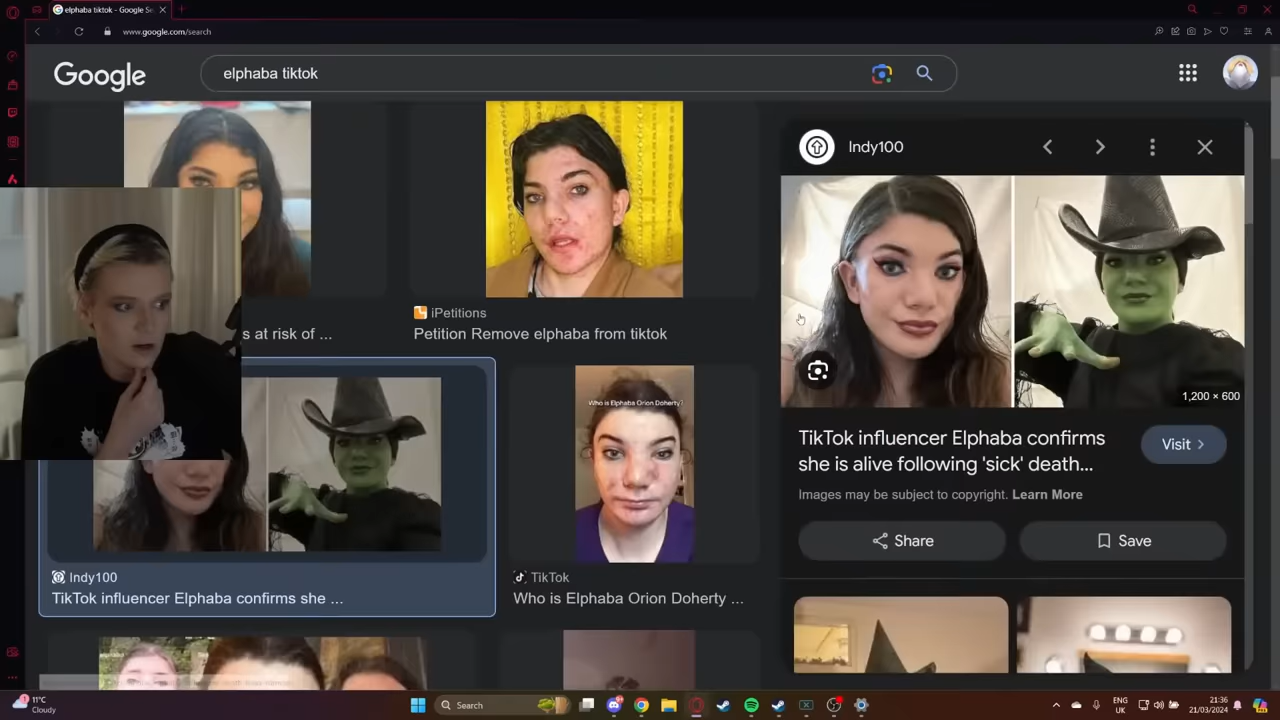 elphaba tiktok - Google Se
www.google.com/search
Google
elphaba tiktok
Indy100
s at risk of ...
iPetitions
Petition Remove elphaba from tiktok
1,200 × 600
TikTok influencer Elphaba confirms
she is alive following 'sick' death...
Visit
Images may be subject to copyright. Learn More
Share
Save
Who is Elphaba Orion Doherty?
Indy100
TikTok influencer Elphaba confirms she ...
TikTok
Who is Elphaba Orion Doherty ...
11°C
Cloudy
Search
ENG
UK
21:36
21/03/2024